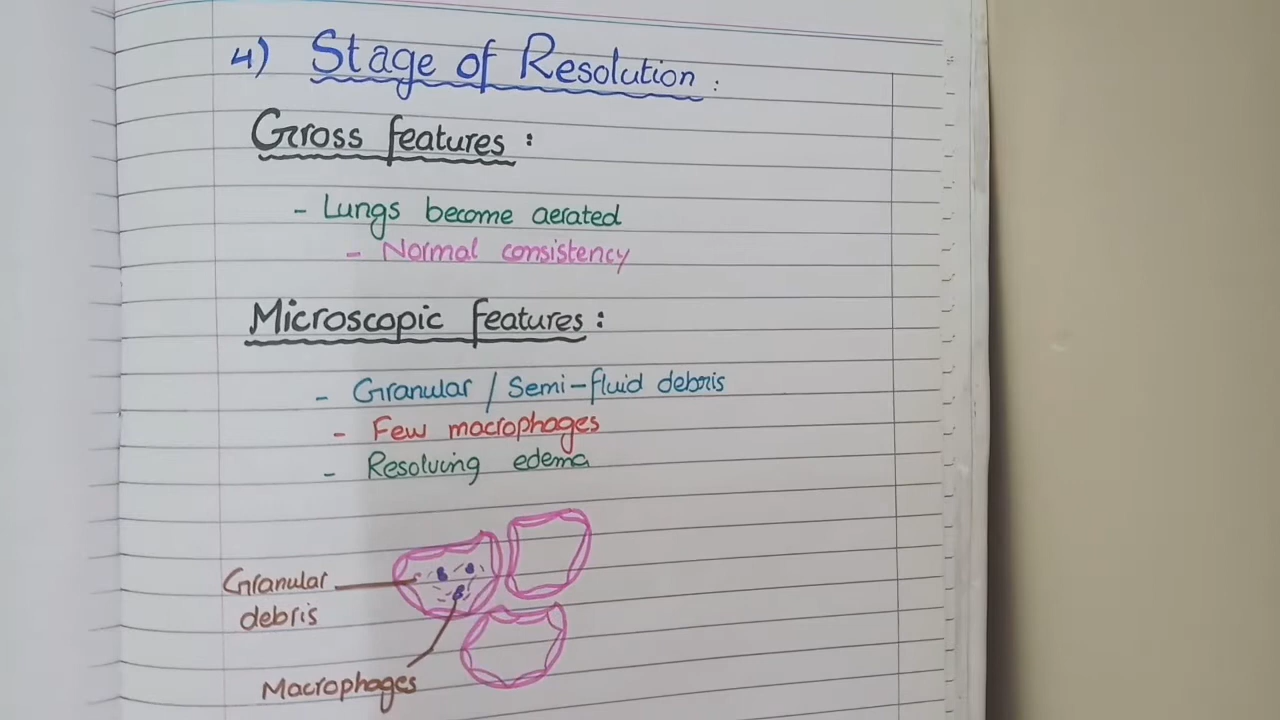 4) Stage of Resolution :
Gross features :
- Lungs become aerated
- Normal consistency
Microscopic features :
- Granular / Semi-fluid debris
- Few macrophages
- Resolving edema
Granular
debris
Macrophages